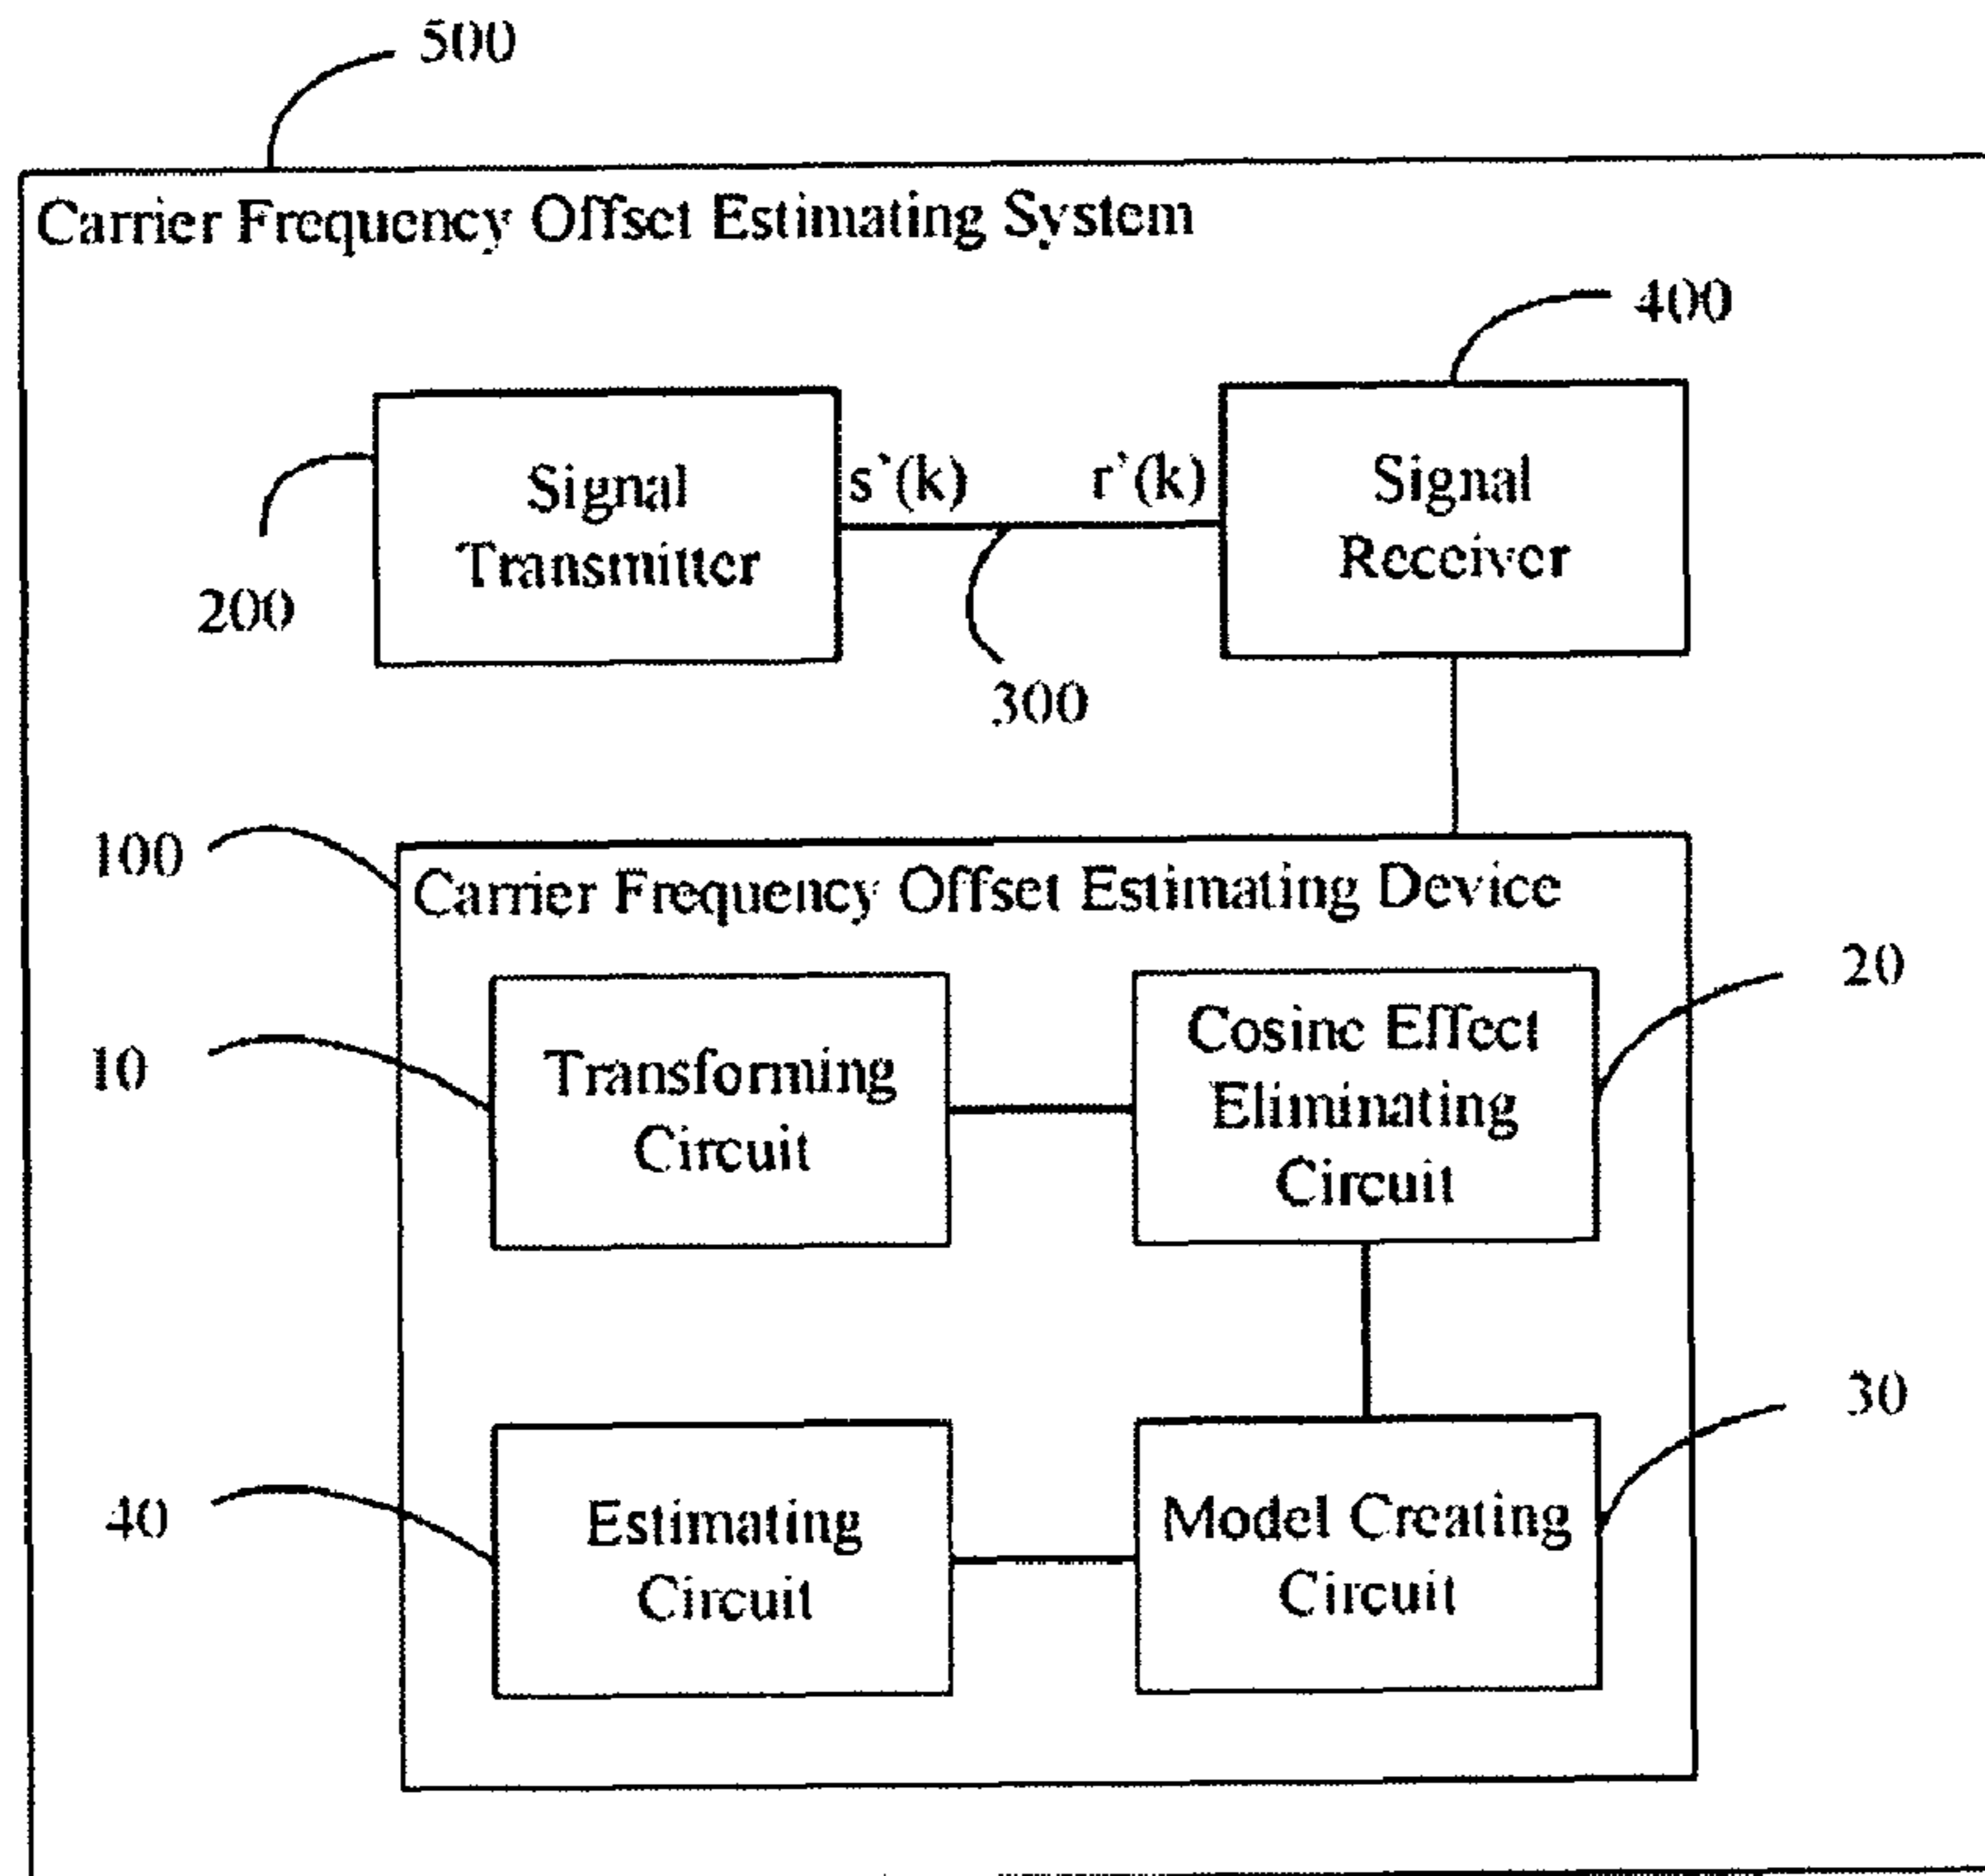 500
Carrier Frequency Offset Estimating System
400
Signal
Transmitter
s'(k)
r'(k)
Signal
Receiver
200
300
100
Carrier Frequency Offset Estimating Device
20
10
Transforming
Circuit
Cosine Effect
Eliminating
Circuit
30
40
Estimating
Circuit
Model Creating
Circuit